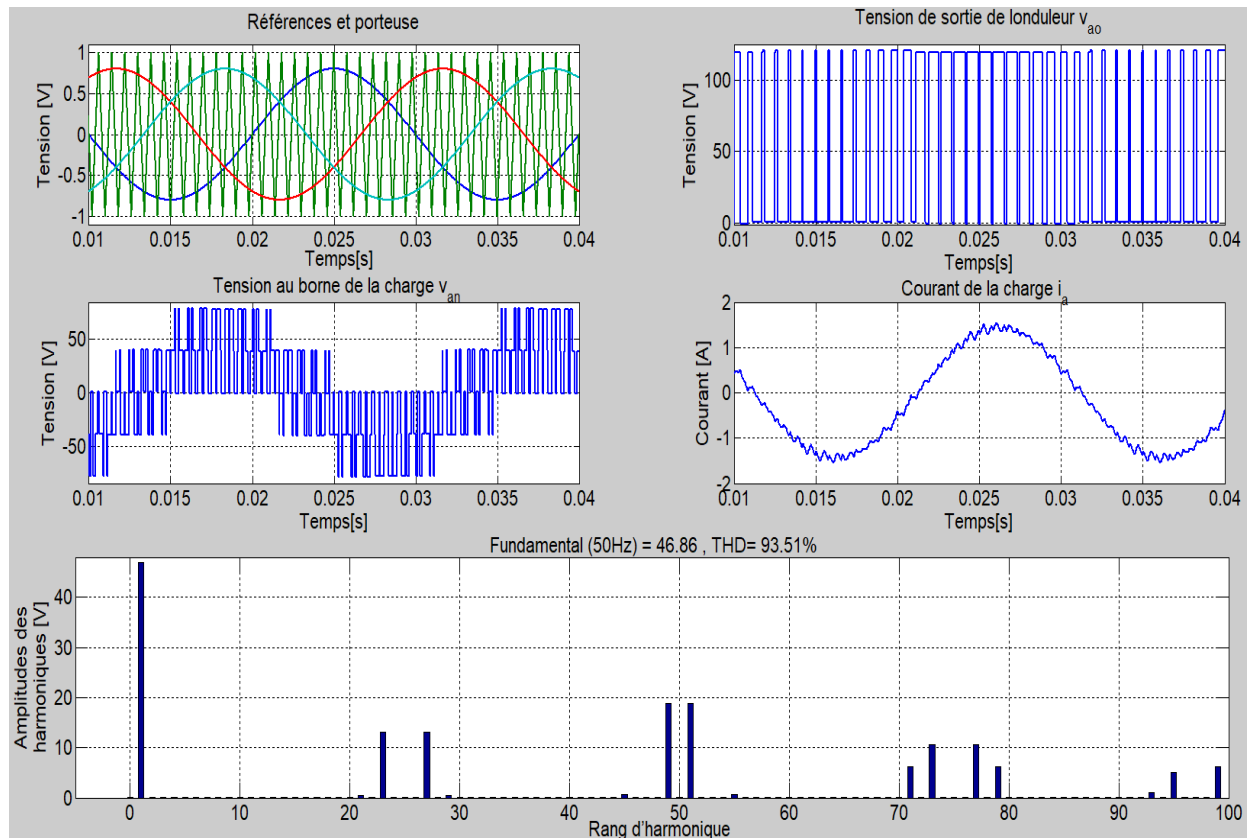 Références et porteuse
Tension [V]
1
0.5
0
-0.5
-1
0.01 0.015 0.02 0.025 0.03 0.035 0.04
Temps[s]
Tension de sortie de londuleur v_ao
Tension [V]
100
50
0
0.01 0.015 0.02 0.025 0.03 0.035 0.04
Temps[s]
Tension au borne de la charge v_an
Tension [V]
50
0
-50
0.01 0.015 0.02 0.025 0.03 0.035 0.04
Temps[s]
Courant de la charge i_a
Courant [A]
2
1
0
-1
-2
0.01 0.015 0.02 0.025 0.03 0.035 0.04
Temps[s]
Fundamental (50Hz) = 46.86 , THD= 93.51%
Amplitudes des
harmoniques [V]
40
30
20
10
0
0 10 20 30 40 50 60 70 80 90 100
Rang d'harmonique